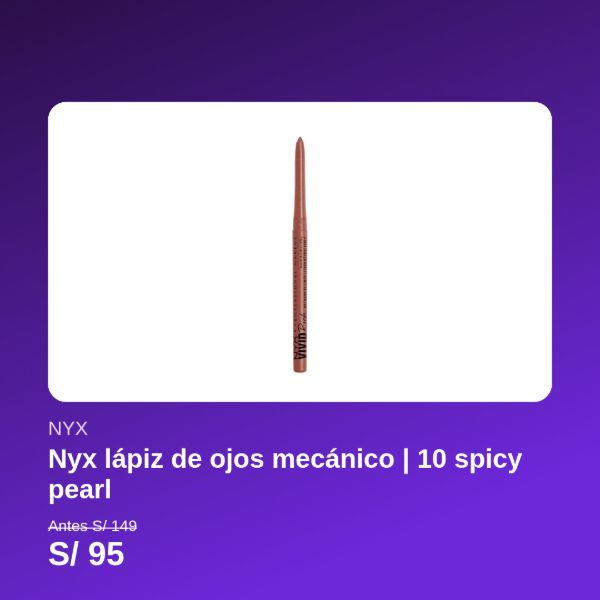 NYX
Nyx lápiz de ojos mecánico | 10 spicy
pearl
Antes S/ 149
S/ 95